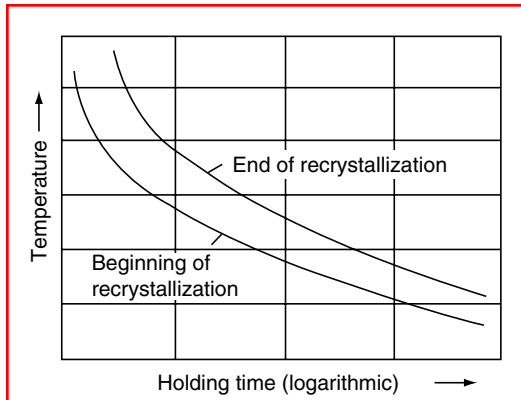 Temperature
End of recrystallization
Beginning of
recrystallization
Holding time (logarithmic)